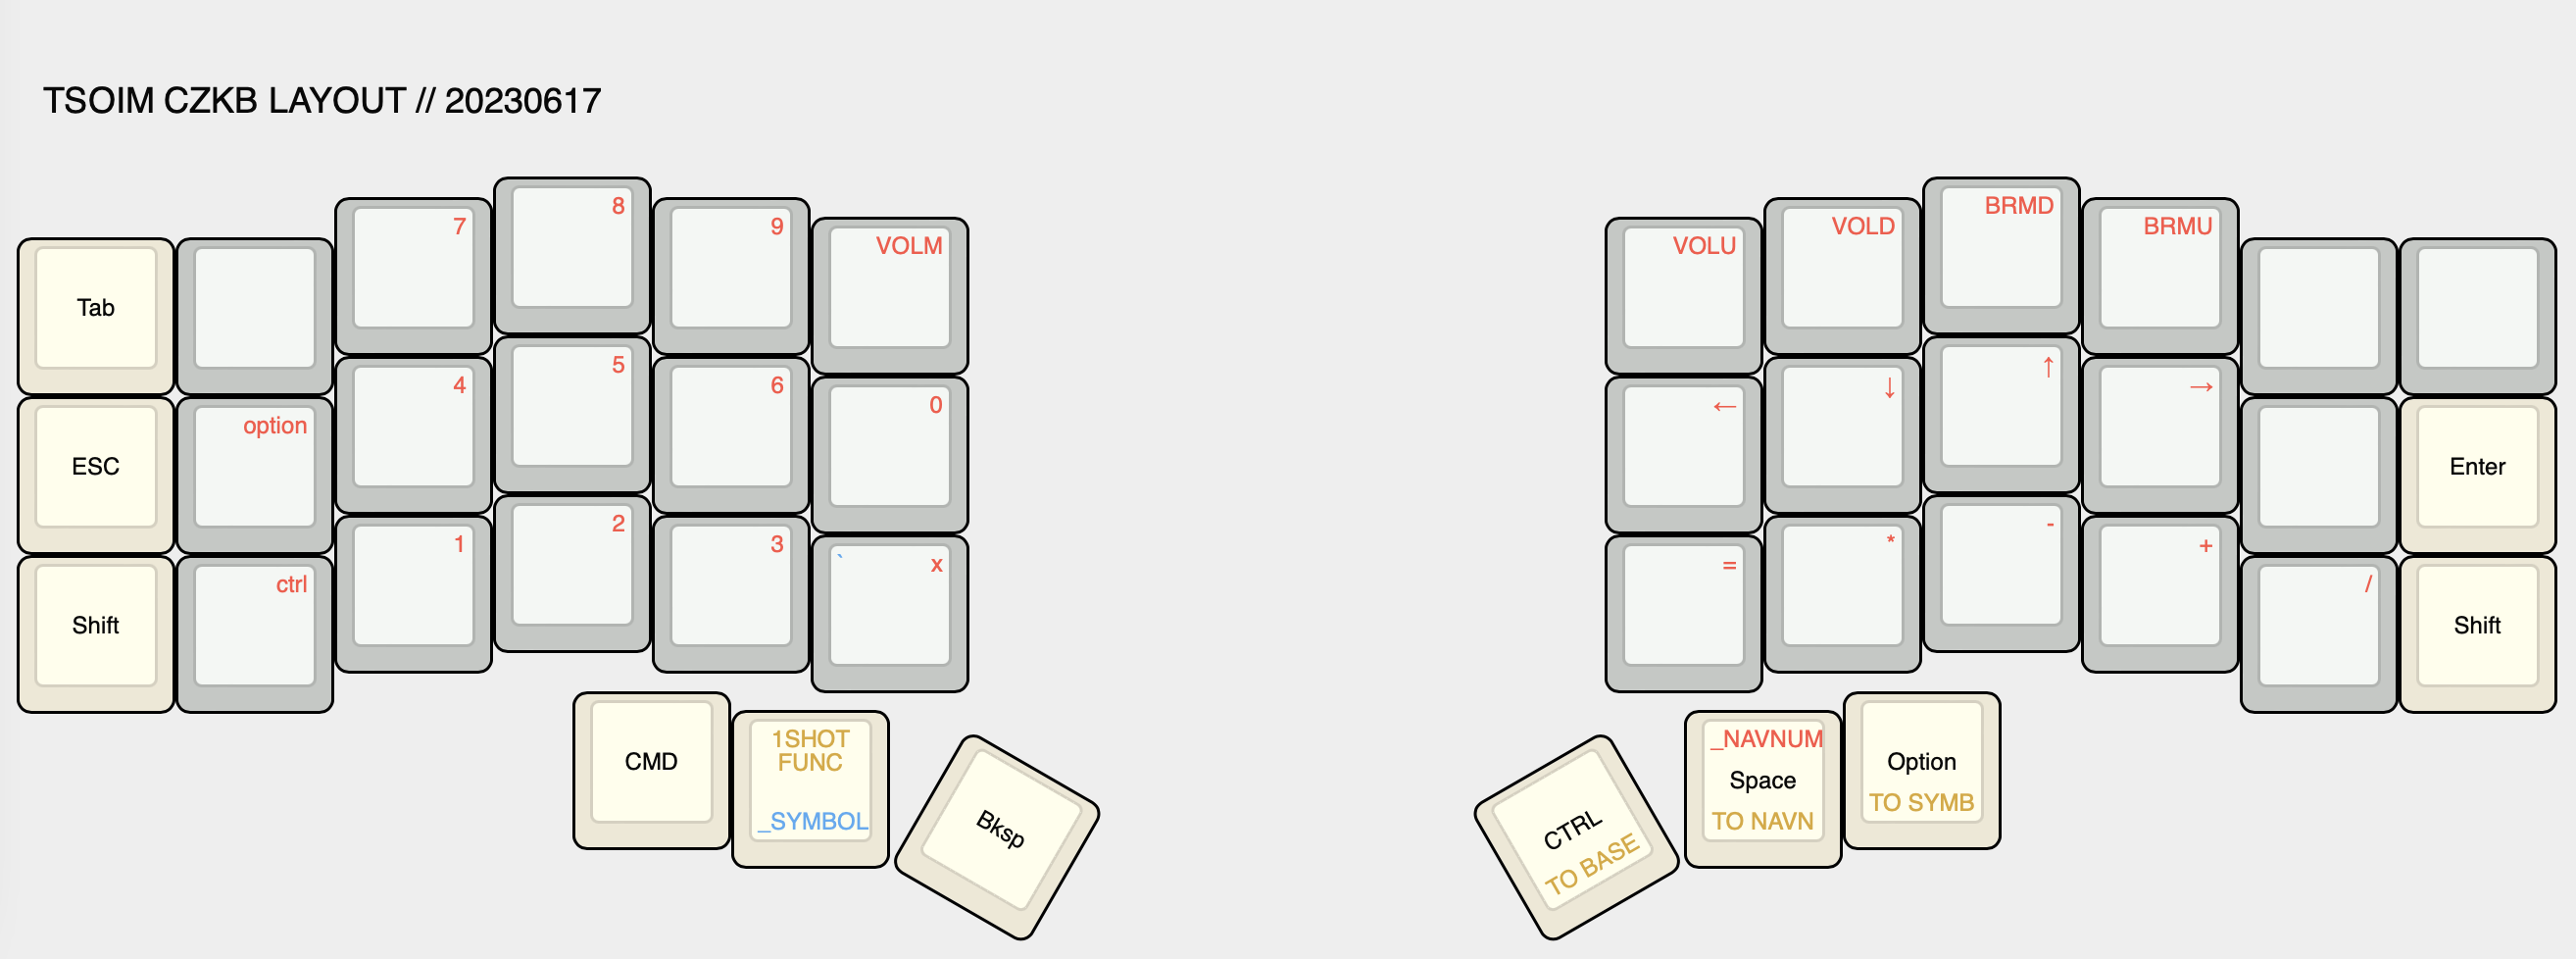 TSOIM CZKB LAYOUT // 20230617
Tab
7
8
9
VOLM
VOLU
VOLD
BRMD
BRMU
ESC
option
4
5
6
0
←
↓
↑
→
Enter
Shift
ctrl
1
2
3
` x
=
*
-
+
/
Shift
CMD
1SHOT
FUNC
_SYMBOL
Bksp
CTRL
TO BASE
_NAVNUM
Space
TO NAVN
Option
TO SYMB